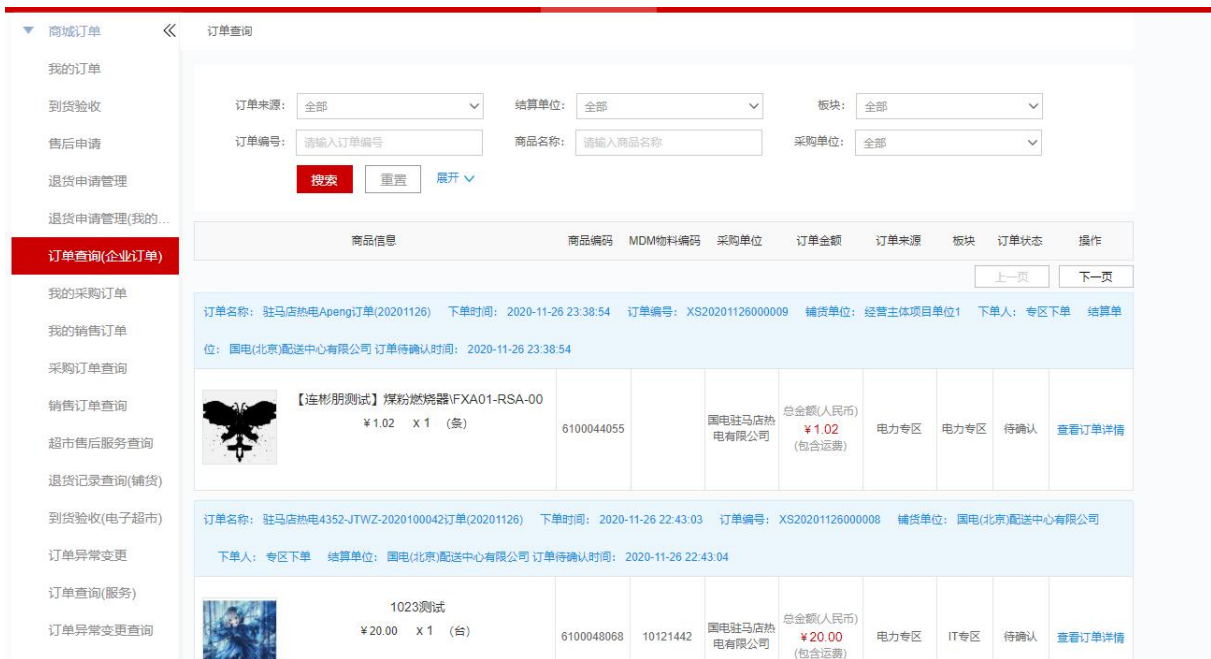 商城订单
订单查询
我的订单
到货验收
售后申请
退货申请管理
退货申请管理(我的...
订单查询(企业订单)
我的采购订单
我的销售订单
采购订单查询
销售订单查询
超市售后服务查询
退货记录查询(铺货)
到货验收(电子超市)
订单异常变更
订单查询(服务)
订单异常变更查询
订单来源： 全部 结算单位： 全部 板块： 全部
订单编号： 请输入订单编号 商品名称： 请输入商品名称 采购单位： 全部
搜索 重置 展开
商品信息 商品编码 MDM物料编码 采购单位 订单金额 订单来源 板块 订单状态 操作
上一页 下一页
订单名称： 驻马店热电Apeng订单(20201126) 下单时间： 2020-11-26 23:38:54 订单编号： XS20201126000009 铺货单位： 经营主体项目单位1 下单人： 专区下单 结算单
位： 国电(北京)配送中心有限公司 订单待确认时间： 2020-11-26 23:38:54
【连彬朋测试】煤粉燃烧器\FXA01-RSA-00
¥1.02 X 1 (条)
6100044055
国电驻马店热
电有限公司
总金额(人民币)
¥1.02
(包含运费)
电力专区 电力专区 待确认 查看订单详情
订单名称： 驻马店热电4352-JTWZ-2020100042订单(20201126) 下单时间： 2020-11-26 22:43:03 订单编号： XS20201126000008 铺货单位： 国电(北京)配送中心有限公司
下单人： 专区下单 结算单位： 国电(北京)配送中心有限公司 订单待确认时间： 2020-11-26 22:43:04
1023测试
¥20.00 X 1 (台)
6100048068 10121442
国电驻马店热
电有限公司
总金额(人民币)
¥20.00
(包含运费)
电力专区 IT专区 待确认 查看订单详情